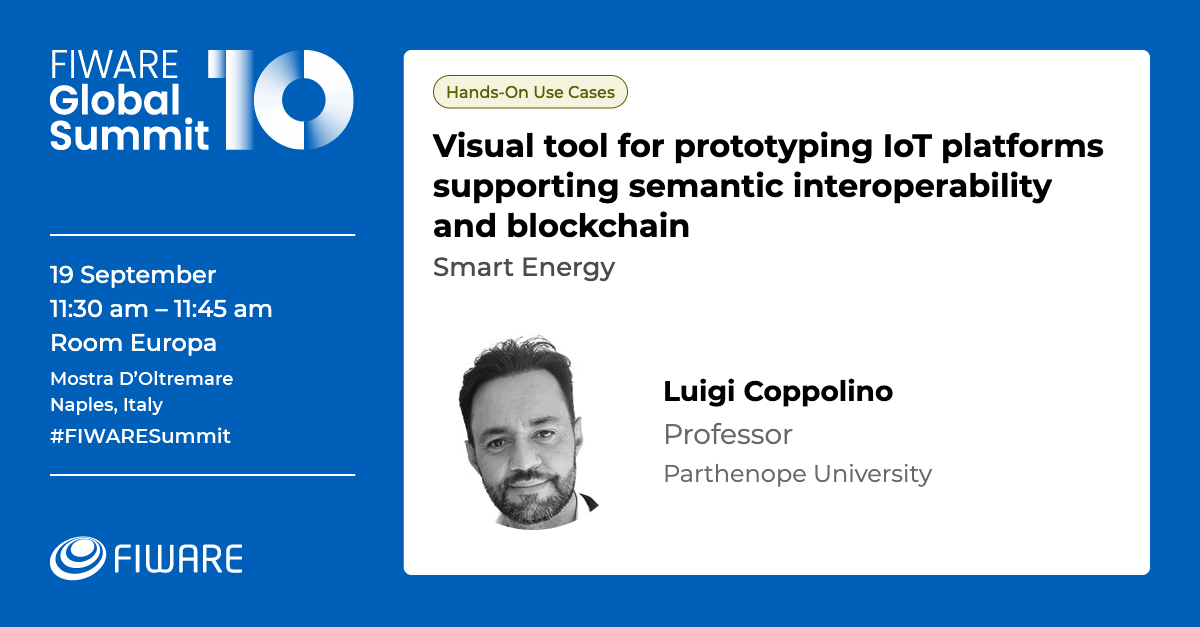 FIWARE
Global
Summit 10
19 September
11:30 am – 11:45 am
Room Europa
Mostra D’Oltremare
Naples, Italy
#FIWARESummit
FIWARE
Hands-On Use Cases
Visual tool for prototyping IoT platforms
supporting semantic interoperability
and blockchain
Smart Energy
Luigi Coppolino
Professor
Parthenope University